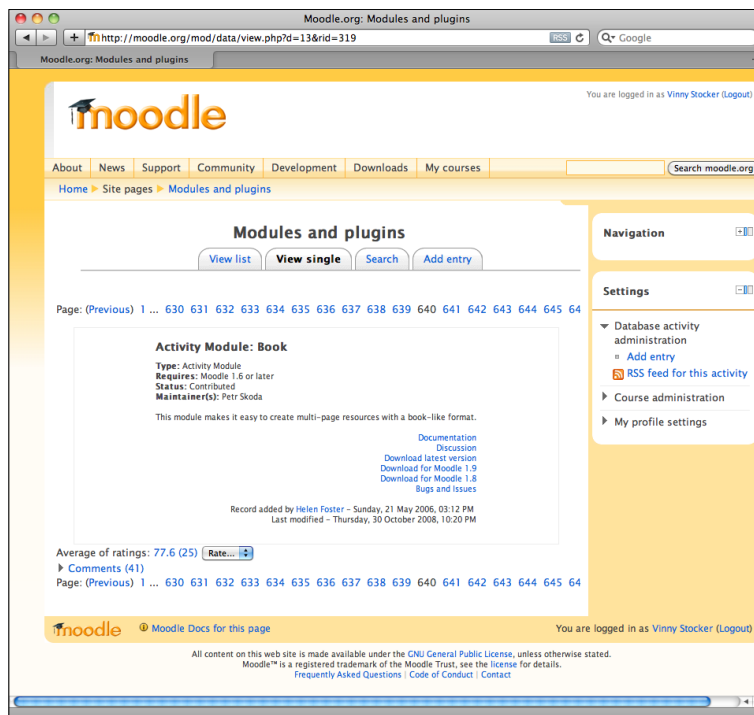 Moodle.org: Modules and plugins
http://moodle.org/mod/data/view.php?d=13&rid=319 RSS Google
Moodle.org: Modules and plugins
You are logged in as Vinny Stocker (Logout)
moodle
About News Support Community Development Downloads My courses Search moodle.org
Home Site pages Modules and plugins
Modules and plugins
View list View single Search Add entry
Page: (Previous) 1 ... 630 631 632 633 634 635 636 637 638 639 640 641 642 643 644 645 64
Activity Module: Book
Type: Activity Module
Requires: Moodle 1.6 or later
Status: Contributed
Maintainer(s): Petr Skoda
This module makes it easy to create multi-page resources with a book-like format.
Documentation
Discussion
Download latest version
Download for Moodle 1.9
Download for Moodle 1.8
Bugs and Issues
Record added by Helen Foster – Sunday, 21 May 2006, 03:12 PM
Last modified – Thursday, 30 October 2008, 10:20 PM
Average of ratings: 77.6 (25) Rate...
Comments (41)
Page: (Previous) 1 ... 630 631 632 633 634 635 636 637 638 639 640 641 642 643 644 645 64
Navigation
Settings
Database activity
administration
Add entry
RSS feed for this activity
Course administration
My profile settings
moodle Moodle Docs for this page You are logged in as Vinny Stocker (Logout)
All content on this web site is made available under the GNU General Public License, unless otherwise stated.
Moodle™ is a registered trademark of the Moodle Trust, see the license for details.
Frequently Asked Questions | Code of Conduct | Contact